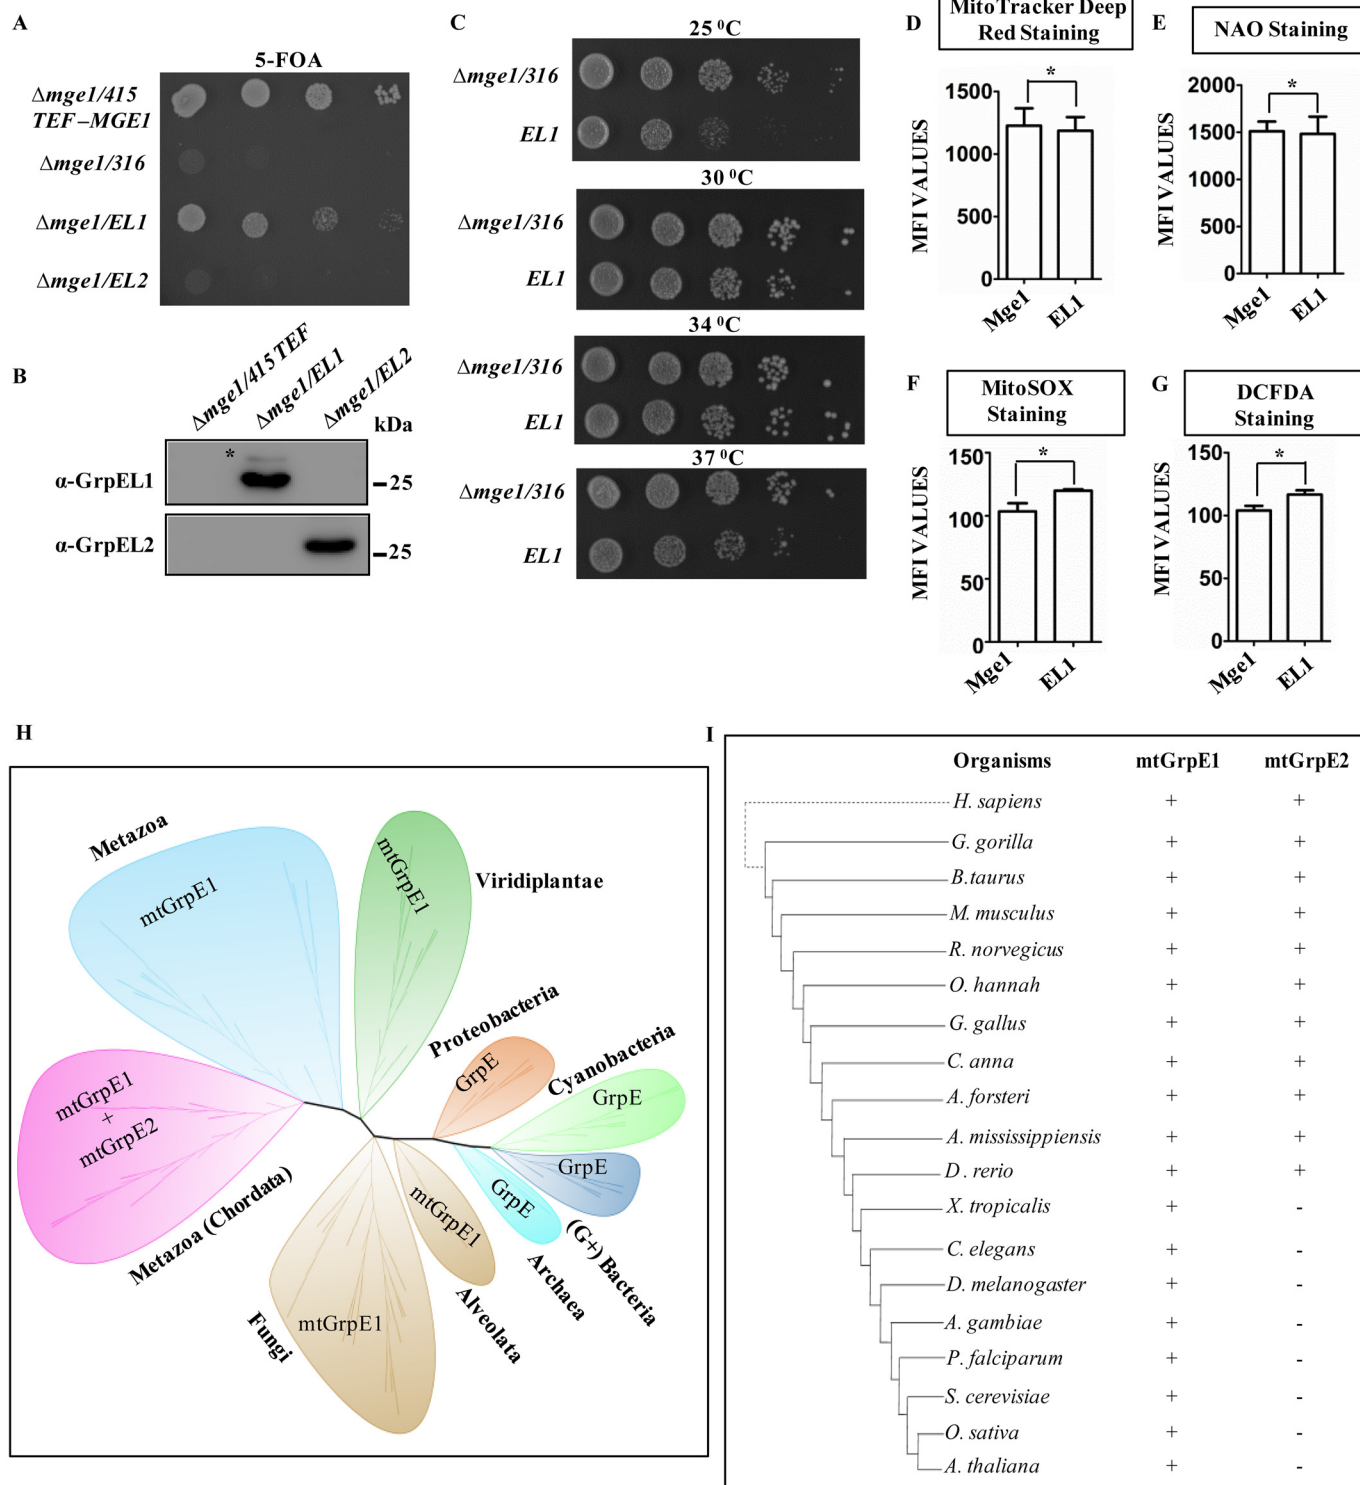 A
5-FOA
Δmge1/415
TEF–MGE1
Δmge1/316
Δmge1/EL1
Δmge1/EL2
B
Δmge1/415 TEF
Δmge1/EL1
Δmge1/EL2
kDa
*
α-GrpEL1
25
α-GrpEL2
25
C
25 ⁰C
Δmge1/316
EL1
30 ⁰C
Δmge1/316
EL1
34 ⁰C
Δmge1/316
EL1
37 ⁰C
Δmge1/316
EL1
D
MitoTracker Deep
Red Staining
MFI VALUES
1500
1000
500
0
*
Mge1
EL1
E
NAO Staining
MFI VALUES
2000
1500
1000
500
0
*
Mge1
EL1
F
MitoSOX
Staining
MFI VALUES
150
100
50
0
*
Mge1
EL1
G
DCFDA
Staining
MFI VALUES
150
100
50
0
*
Mge1
EL1
H
Metazoa
mtGrpE1
mtGrpE1
Viridiplantae
Proteobacteria
GrpE
Cyanobacteria
GrpE
GrpE
(G+) Bacteria
GrpE
Archaea
mtGrpE1
Alveolata
mtGrpE1
Fungi
mtGrpE1
+
mtGrpE2
Metazoa (Chordata)
I
Organisms mtGrpE1 mtGrpE2
H. sapiens + +
G. gorilla + +
B.taurus + +
M. musculus + +
R. norvegicus + +
O. hannah + +
G. gallus + +
C. anna + +
A. forsteri + +
A. mississippiensis + +
D. rerio + +
X. tropicalis + -
C. elegans + -
D. melanogaster + -
A. gambiae + -
P. falciparum + -
S. cerevisiae + -
O. sativa + -
A. thaliana + -